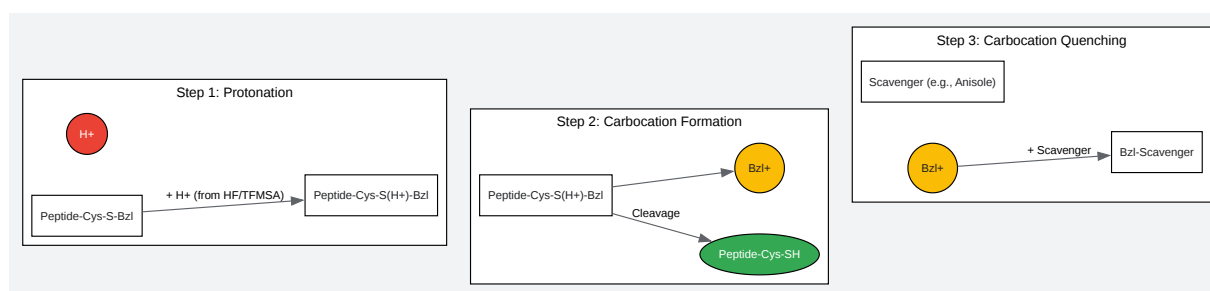 Step 1: Protonation
H+
Peptide-Cys-S-Bzl
+ H+ (from HF/TFMSA)
Peptide-Cys-S(H+)-Bzl
Step 2: Carbocation Formation
Peptide-Cys-S(H+)-Bzl
Bzl+
Cleavage
Peptide-Cys-SH
Step 3: Carbocation Quenching
Scavenger (e.g., Anisole)
Bzl+
+ Scavenger
Bzl-Scavenger